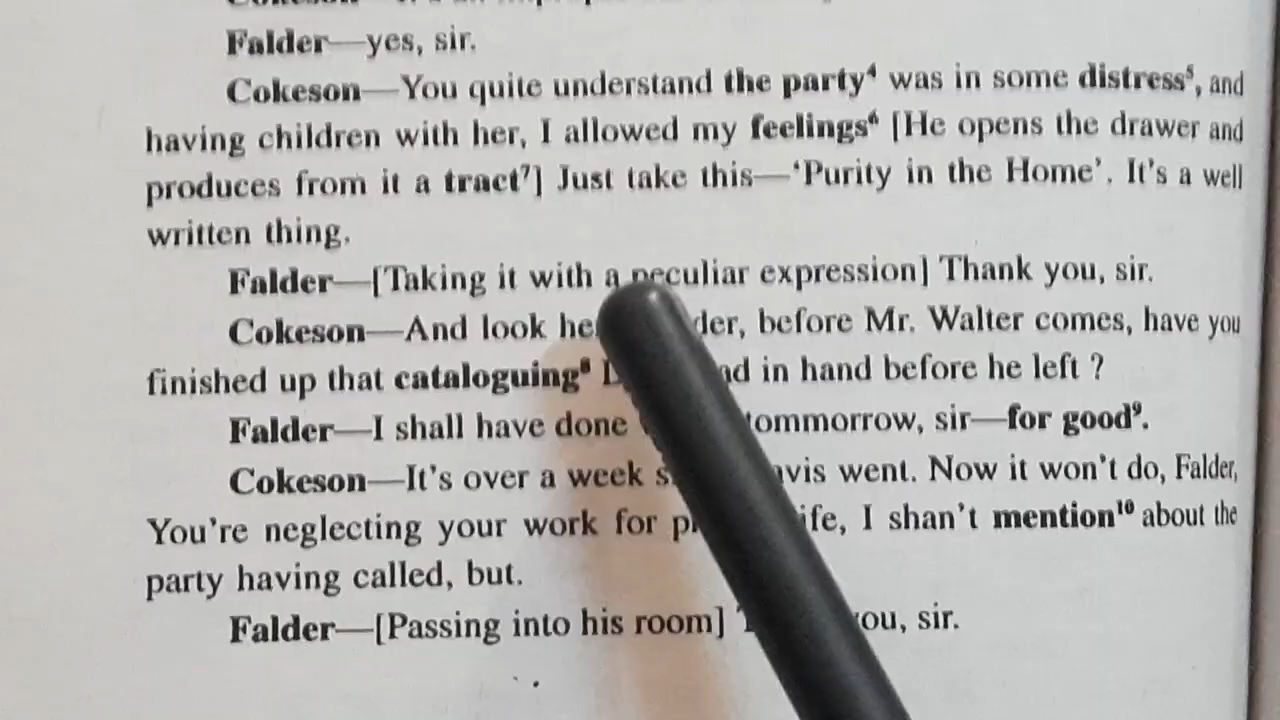 Falder—yes, sir.
Cokeson—You quite understand the party⁴ was in some distress⁵, and
having children with her, I allowed my feelings⁶ [He opens the drawer and
produces from it a tract⁷] Just take this—‘Purity in the Home’. It's a well
written thing.
Falder—[Taking it with a peculiar expression] Thank you, sir.
Cokeson—And look before Mr. Walter comes, have you
finished up that cataloguing⁸ in hand before he left ?
Falder—I shall have done tommorrow, sir—for good⁹.
Cokeson—It's over a week went. Now it won't do, Falder,
You're neglecting your work for I shan't mention¹⁰ about the
party having called, but.
Falder—[Passing into his room] sir.